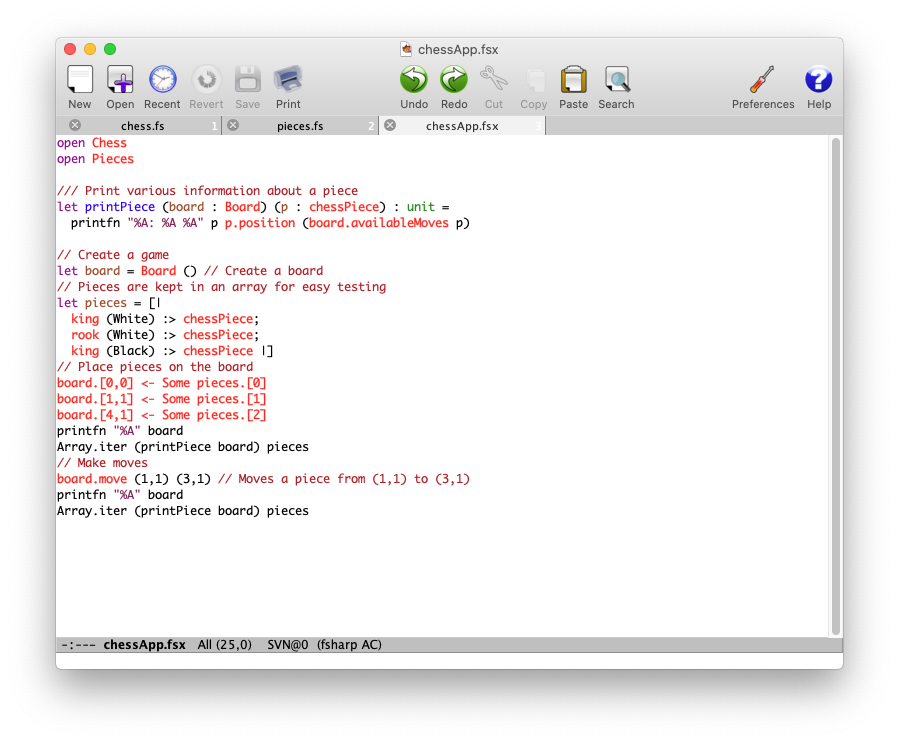 chessApp.fsx
New Open Recent Revert Save Print Undo Redo Cut Copy Paste Search Preferences Help
chess.fs 1 pieces.fs 2 chessApp.fsx
open Chess
open Pieces
/// Print various information about a piece
let printPiece (board : Board) (p : chessPiece) : unit =
  printfn "%A: %A %A" p p.position (board.availableMoves p)
// Create a game
let board = Board () // Create a board
// Pieces are kept in an array for easy testing
let pieces = [|
  king (White) :> chessPiece;
  rook (White) :> chessPiece;
  king (Black) :> chessPiece |]
// Place pieces on the board
board.[0,0] <- Some pieces.[0]
board.[1,1] <- Some pieces.[1]
board.[4,1] <- Some pieces.[2]
printfn "%A" board
Array.iter (printPiece board) pieces
// Make moves
board.move (1,1) (3,1) // Moves a piece from (1,1) to (3,1)
printfn "%A" board
Array.iter (printPiece board) pieces
-:--- chessApp.fsx All (25,0) SVN@0 (fsharp AC)